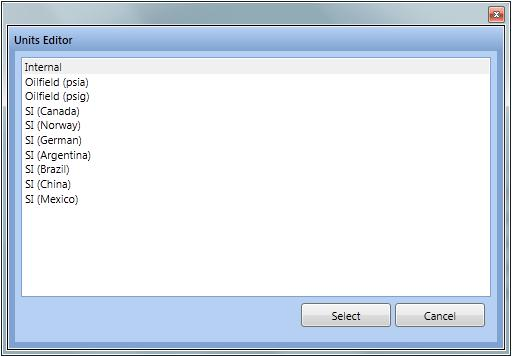 Units Editor
Internal
Oilfield (psia)
Oilfield (psig)
SI (Canada)
SI (Norway)
SI (German)
SI (Argentina)
SI (Brazil)
SI (China)
SI (Mexico)
Select Cancel